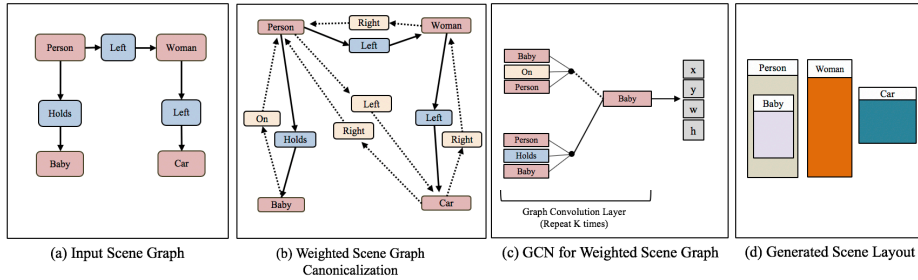 Person
Left
Woman
Holds
Left
Baby
Car
(a) Input Scene Graph
Person
Right
Woman
Left
Left
Left
On
Holds
Right
Right
Baby
Car
(b) Weighted Scene Graph
Canonicalization
Baby
On
Person
Baby
Person
Holds
Baby
x
y
w
h
Graph Convolution Layer
(Repeat K times)
(c) GCN for Weighted Scene Graph
Person
Woman
Car
Baby
(d) Generated Scene Layout